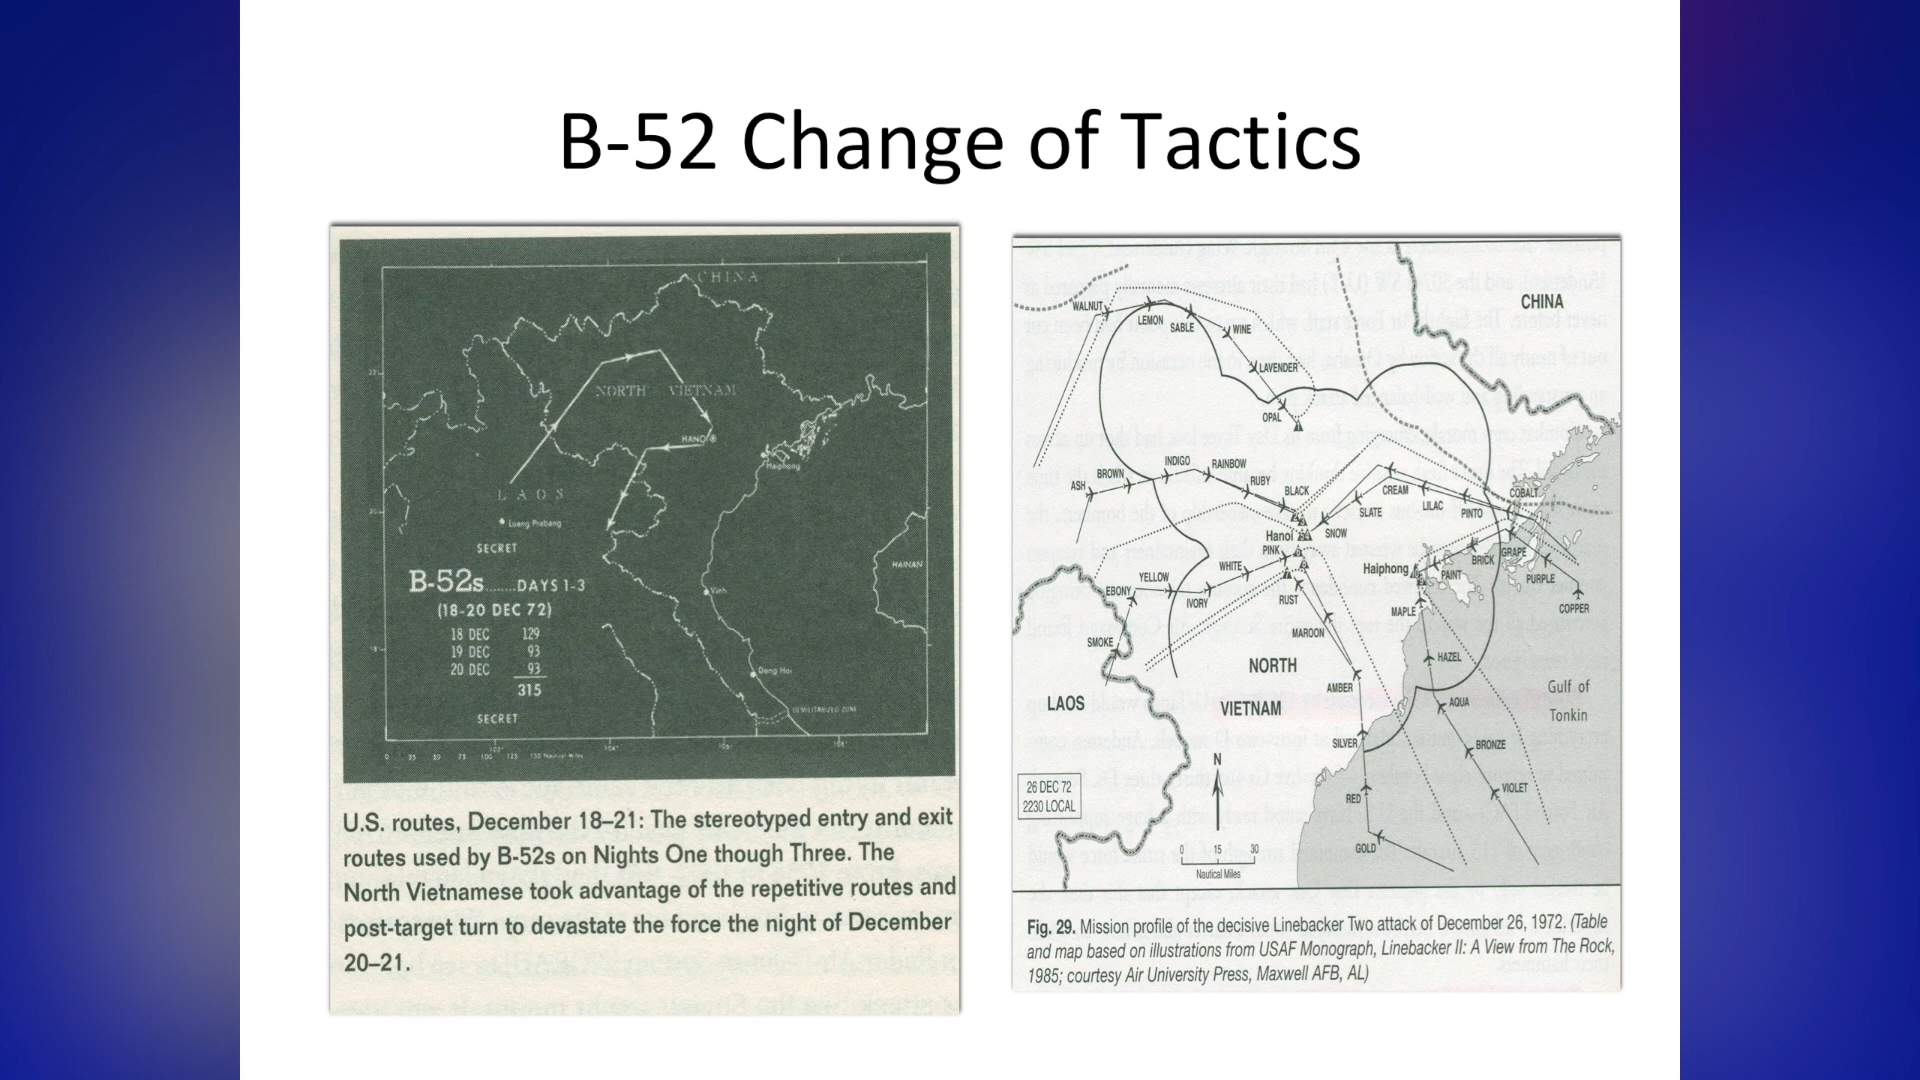 B-52 Change of Tactics
CHINA
NORTH VIETNAM
HANOI
Haiphong
LAOS
Luang Prabang
SECRET
HAINAN
B-52s......DAYS 1-3
(18-20 DEC 72)
Vinh
18 DEC 129
19 DEC 93
20 DEC 93
315
Dong Hoi
DEMILITARIZED ZONE
SECRET
U.S. routes, December 18–21: The stereotyped entry and exit
routes used by B-52s on Nights One though Three. The
North Vietnamese took advantage of the repetitive routes and
post-target turn to devastate the force the night of December
20–21.
CHINA
WALNUT
LEMON
SABLE
WINE
LAVENDER
OPAL
ASH
BROWN
INDIGO
RAINBOW
RUBY
BLACK
CREAM
LILAC
PINTO
COBALT
SLATE
SNOW
Hanoi
PINK
WHITE
YELLOW
IVORY
EBONY
SMOKE
RUST
MAROON
Haiphong
PAINT
BRICK
GRAPE
PURPLE
COPPER
MAPLE
HAZEL
AQUA
BRONZE
VIOLET
AMBER
SILVER
RED
GOLD
NORTH
VIETNAM
LAOS
Gulf of
Tonkin
26 DEC 72
2230 LOCAL
N
0 15 30
Nautical Miles
Fig. 29. Mission profile of the decisive Linebacker Two attack of December 26, 1972. (Table
and map based on illustrations from USAF Monograph, Linebacker II: A View from The Rock,
1985; courtesy Air University Press, Maxwell AFB, AL)